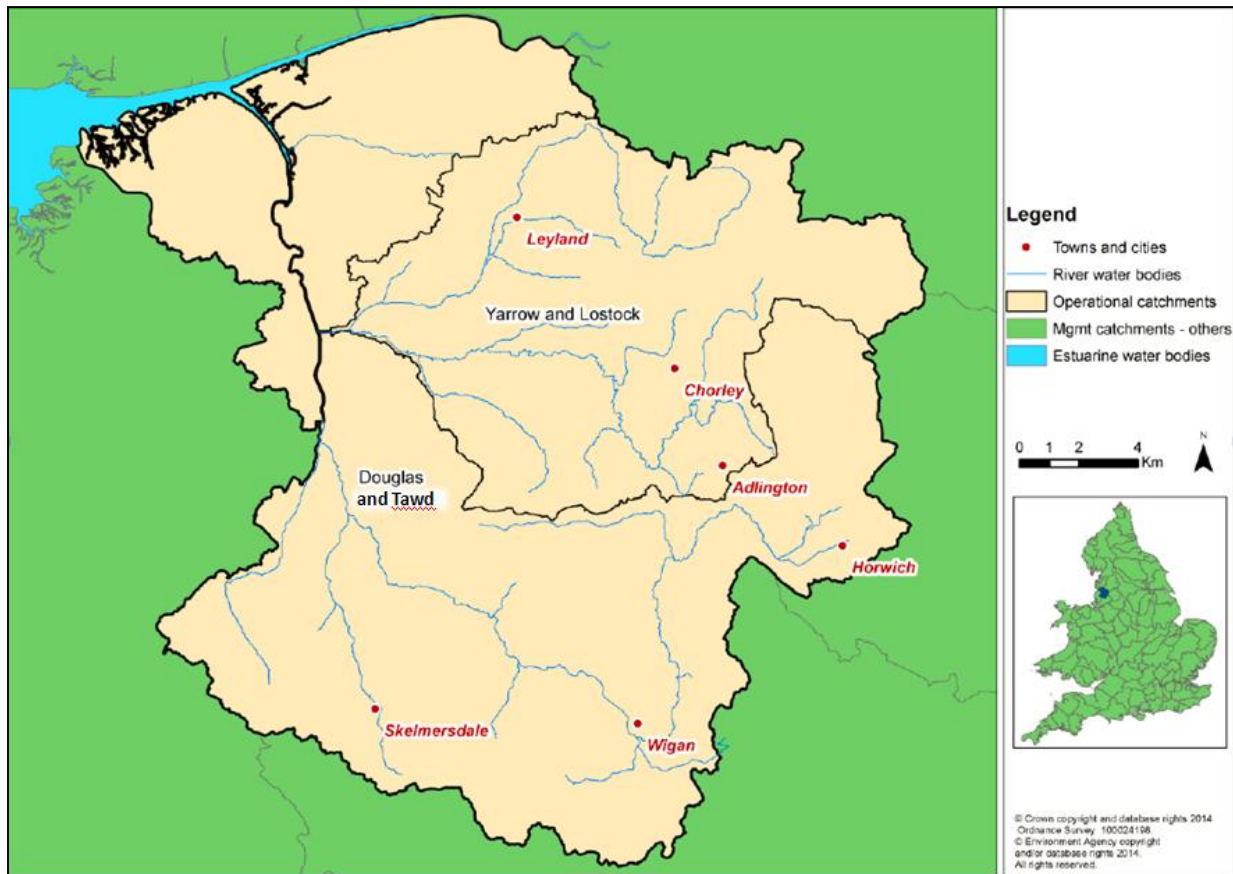 Leyland
Yarrow and Lostock
Chorley
Adlington
Douglas
and Tawd
Horwich
Skelmersdale
Wigan
Legend
Towns and cities
River water bodies
Operational catchments
Mgmt catchments - others
Estuarine water bodies
0 1 2 4
Km
N
© Crown copyright and database rights 2014
Ordnance Survey 100024198.
© Environment Agency copyright
and/or database rights 2014.
All rights reserved.